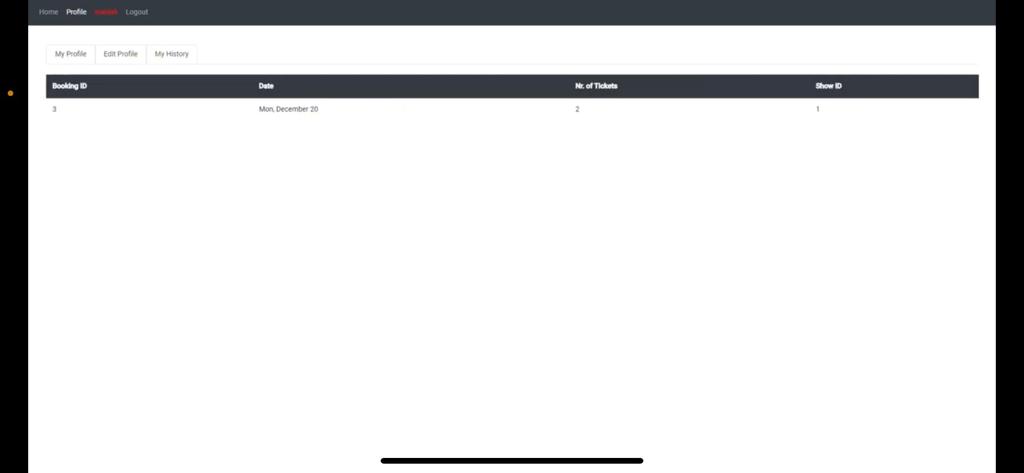 Home Profile Logout
My Profile Edit Profile My History
Booking ID Date Nr. of Tickets Show ID
3 Mon, December 20 2 1